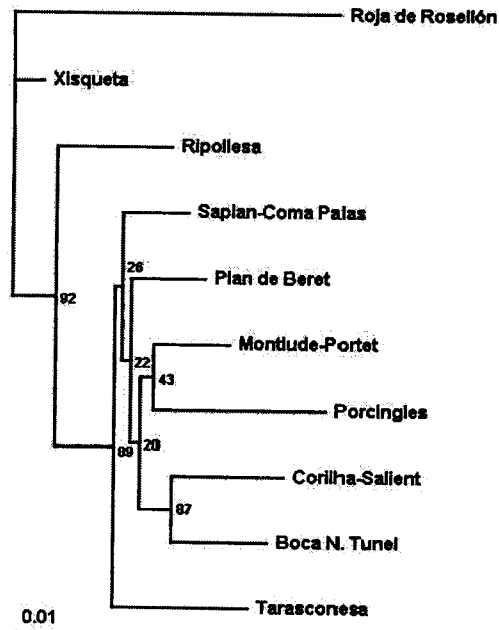 Roja de Rosellón
Xisqueta
Ripollesa
Saplan-Coma Palas
26
Plan de Beret
92
Montlude-Portet
22
43
Porcingles
89
20
Corilha-Salient
87
Boca N. Tunel
Tarasconesa
0.01